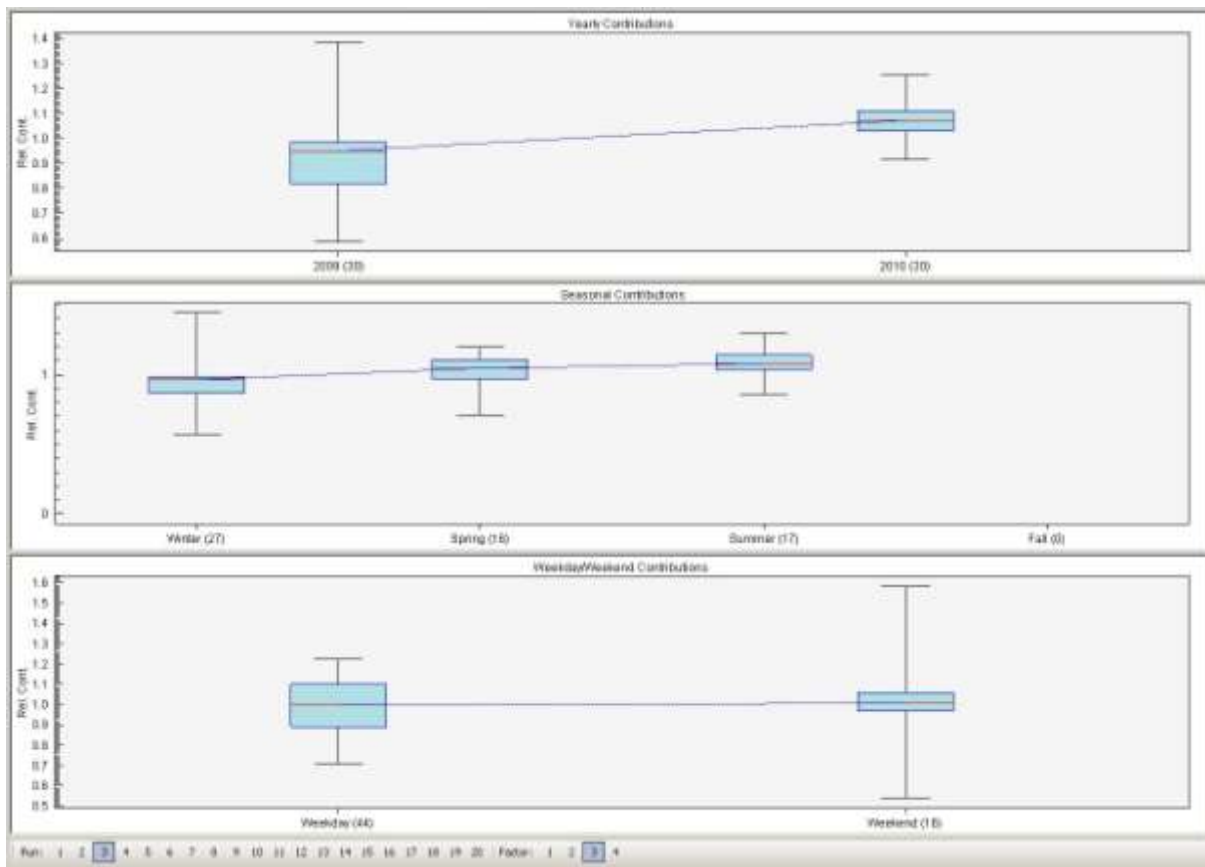 Yearly Contributions
Rel. Cont.
1.4
1.3
1.2
1.1
1.0
0.9
0.8
0.7
0.6
2009 (30)
2010 (30)
Seasonal Contributions
Rel. Cont.
1
0
Winter (27)
Spring (16)
Summer (17)
Fall (0)
Weekday/Weekend Contributions
Rel. Cont.
1.6
1.5
1.4
1.3
1.2
1.1
1.0
0.9
0.8
0.7
0.6
0.5
Weekday (44)
Weekend (16)
Run: 1 2 3 4 5 6 7 8 9 10 11 12 13 14 15 16 17 18 19 20 Factor: 1 2 3 4